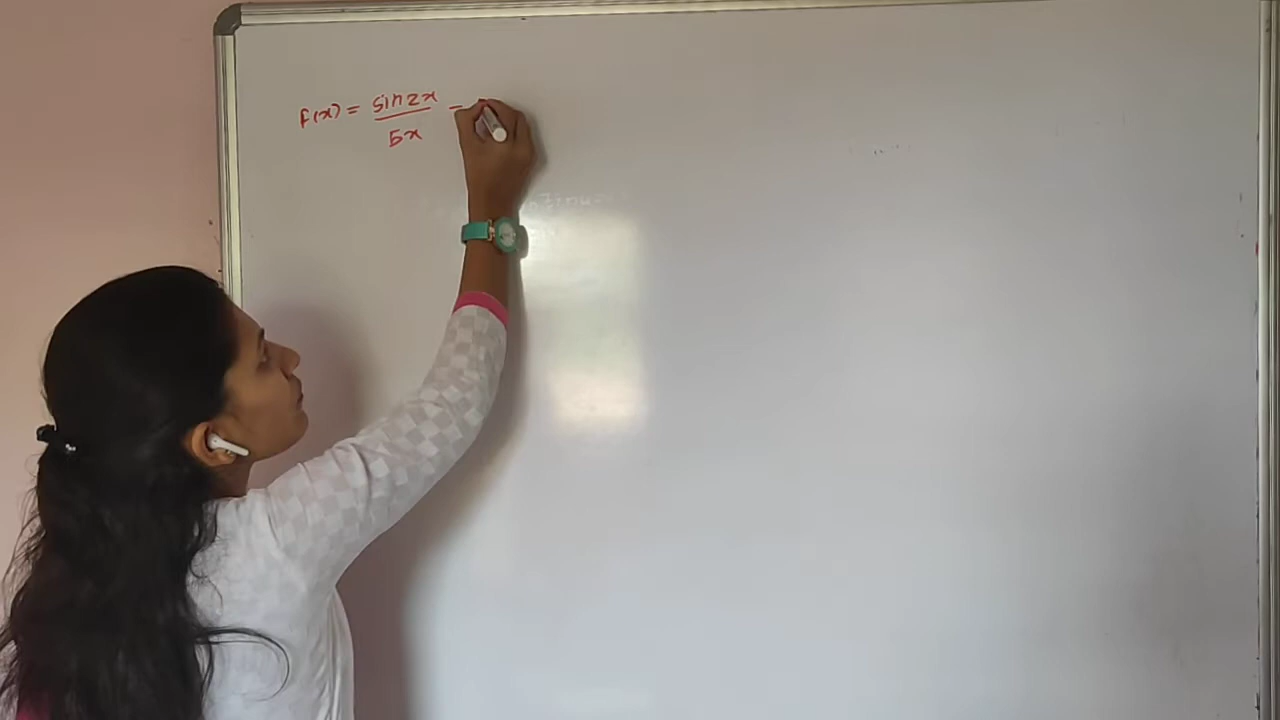 f(x) = sin2x / 5x -